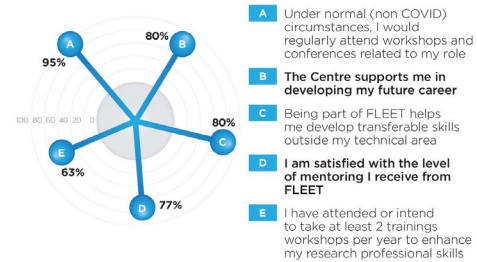 A
95%
80%
B
100 80 60 40 20 0
80%
C
E
63%
D
77%
A Under normal (non COVID)
circumstances, I would
regularly attend workshops and
conferences related to my role
B The Centre supports me in
developing my future career
C Being part of FLEET helps
me develop transferable skills
outside my technical area
D I am satisfied with the level
of mentoring I receive from
FLEET
E I have attended or intend
to take at least 2 trainings
workshops per year to enhance
my research professional skills